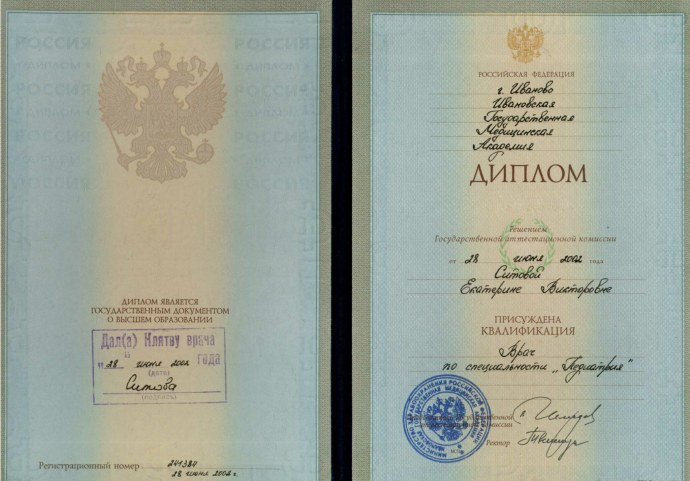 ДИПЛОМ ЯВЛЯЕТСЯ
ГОСУДАРСТВЕННЫМ ДОКУМЕНТОМ
О ВЫСШЕМ ОБРАЗОВАНИИ
Дал(а) Клятву врача
"28" июня 2002 года
(дата)
Ситова
Регистрационный номер 241384
28 июня 2002 г.
РОССИЙСКАЯ ФЕДЕРАЦИЯ
г. Иваново
Ивановская
Государственная
Медицинская
Академия
ДИПЛОМ
Решением
Государственной аттестационной комиссии
от 28 июня 2002 года
Ситовой
Екатерине Викторовне
ПРИСУЖДЕНА
КВАЛИФИКАЦИЯ
Врач
по специальности „Педиатрия"
Ректор